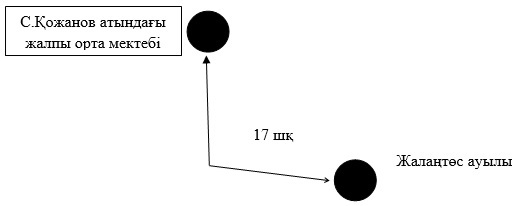 С.Қожанов атындағы
жалпы орта мектебі
17 шқ
Жалаңтөс ауылы